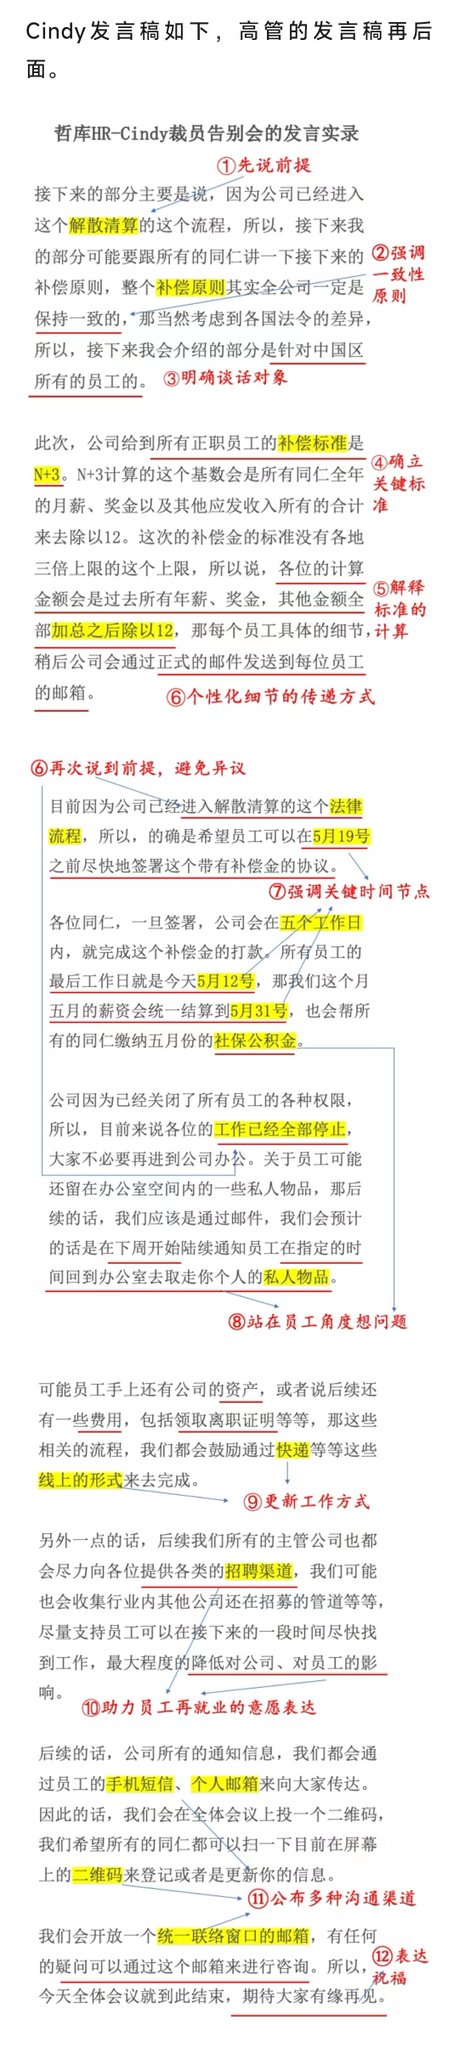 Cindy发言稿如下，高管的发言稿再后
面。
哲库HR-Cindy裁员告别会的发言实录
①先说前提
接下来的部分主要是说，因为公司已经进入
这个解散清算的这个流程，所以，接下来我
的部分可能要跟所有的同仁讲一下接下来的
补偿原则，整个补偿原则其实全公司一定是
保持一致的，那当然考虑到各国法令的差异，
所以，接下来我会介绍的部分是针对中国区
所有的员工的。
②强调
一致性
原则
③明确谈话对象
此次，公司给到所有正职员工的补偿标准是
N+3。N+3计算的这个基数会是所有同仁全年
的月薪、奖金以及其他应发收入所有的合计
来去除以12。这次的补偿金的标准没有各地
三倍上限的这个上限，所以说，各位的计算
金额会是过去所有年薪、奖金，其他金额全
部加总之后除以12，那每个员工具体的细节，
稍后公司会通过正式的邮件发送到每位员工
的邮箱。
④确立
关键标
准
⑤解释
标准的
计算
⑥个性化细节的传递方式
⑥再次说到前提，避免异议
目前因为公司已经进入解散清算的这个法律
流程，所以，的确是希望员工可以在5月19号
之前尽快地签署这个带有补偿金的协议。
⑦强调关键时间节点
各位同仁，一旦签署，公司会在五个工作日
内，就完成这个补偿金的打款。所有员工的
最后工作日就是今天5月12号，那我们这个月
五月的薪资会统一结算到5月31号，也会帮所
有的同仁缴纳五月份的社保公积金。
公司因为已经关闭了所有员工的各种权限，
所以，目前来说各位的工作已经全部停止，
大家不必要再进到公司办公。关于员工可能
还留在办公室空间内的一些私人物品，那后
续的话，我们应该是通过邮件，我们会预计
的话是在下周开始陆续通知员工在指定的时
间回到办公室去取走你个人的私人物品。
⑧站在员工角度想问题
可能员工手上还有公司的资产，或者说后续还
有一些费用，包括领取离职证明等等，那这些
相关的流程，我们都会鼓励通过快递等等这些
线上的形式来去完成。
⑨更新工作方式
另外一点的话，后续我们所有的主管公司也都
会尽力向各位提供各类的招聘渠道，我们可能
也会收集行业内其他公司还在招募的管道等等，
尽量支持员工可以在接下来的一段时间尽快找
到工作，最大程度的降低对公司、对员工的影
响。
⑩助力员工再就业的意愿表达
后续的话，公司所有的通知信息，我们都会通
过员工的手机短信、个人邮箱来向大家传达。
因此的话，我们会在全体会议上投一个二维码，
我们希望所有的同仁都可以扫一下目前在屏幕
上的二维码来登记或者是更新你的信息。
⑪公布多种沟通渠道
我们会开放一个统一联络窗口的邮箱，有任何
的疑问可以通过这个邮箱来进行咨询。所以，
今天全体会议就到此结束，期待大家有缘再见。
⑫表达
祝福